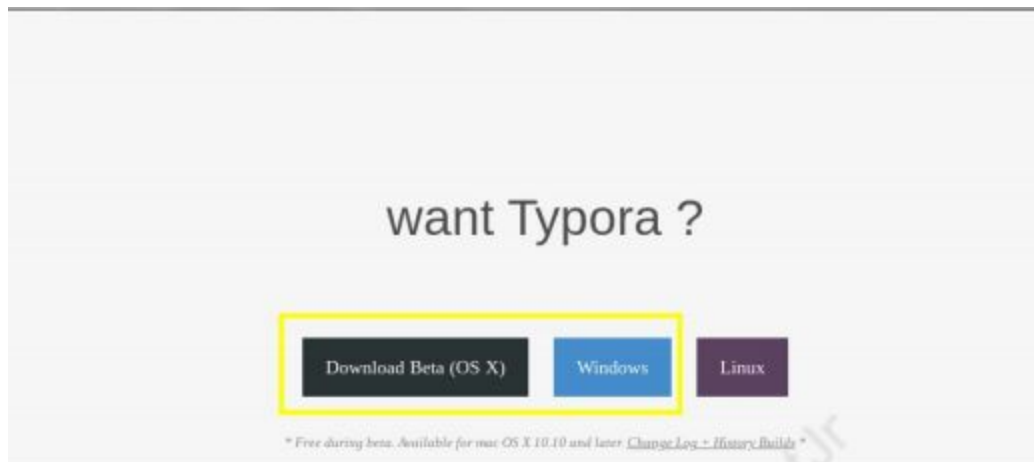 want Typora ?
Download Beta (OS X) Windows Linux
* Free during beta. Available for mac OS X 10.10 and later. Change Log + History Builds *